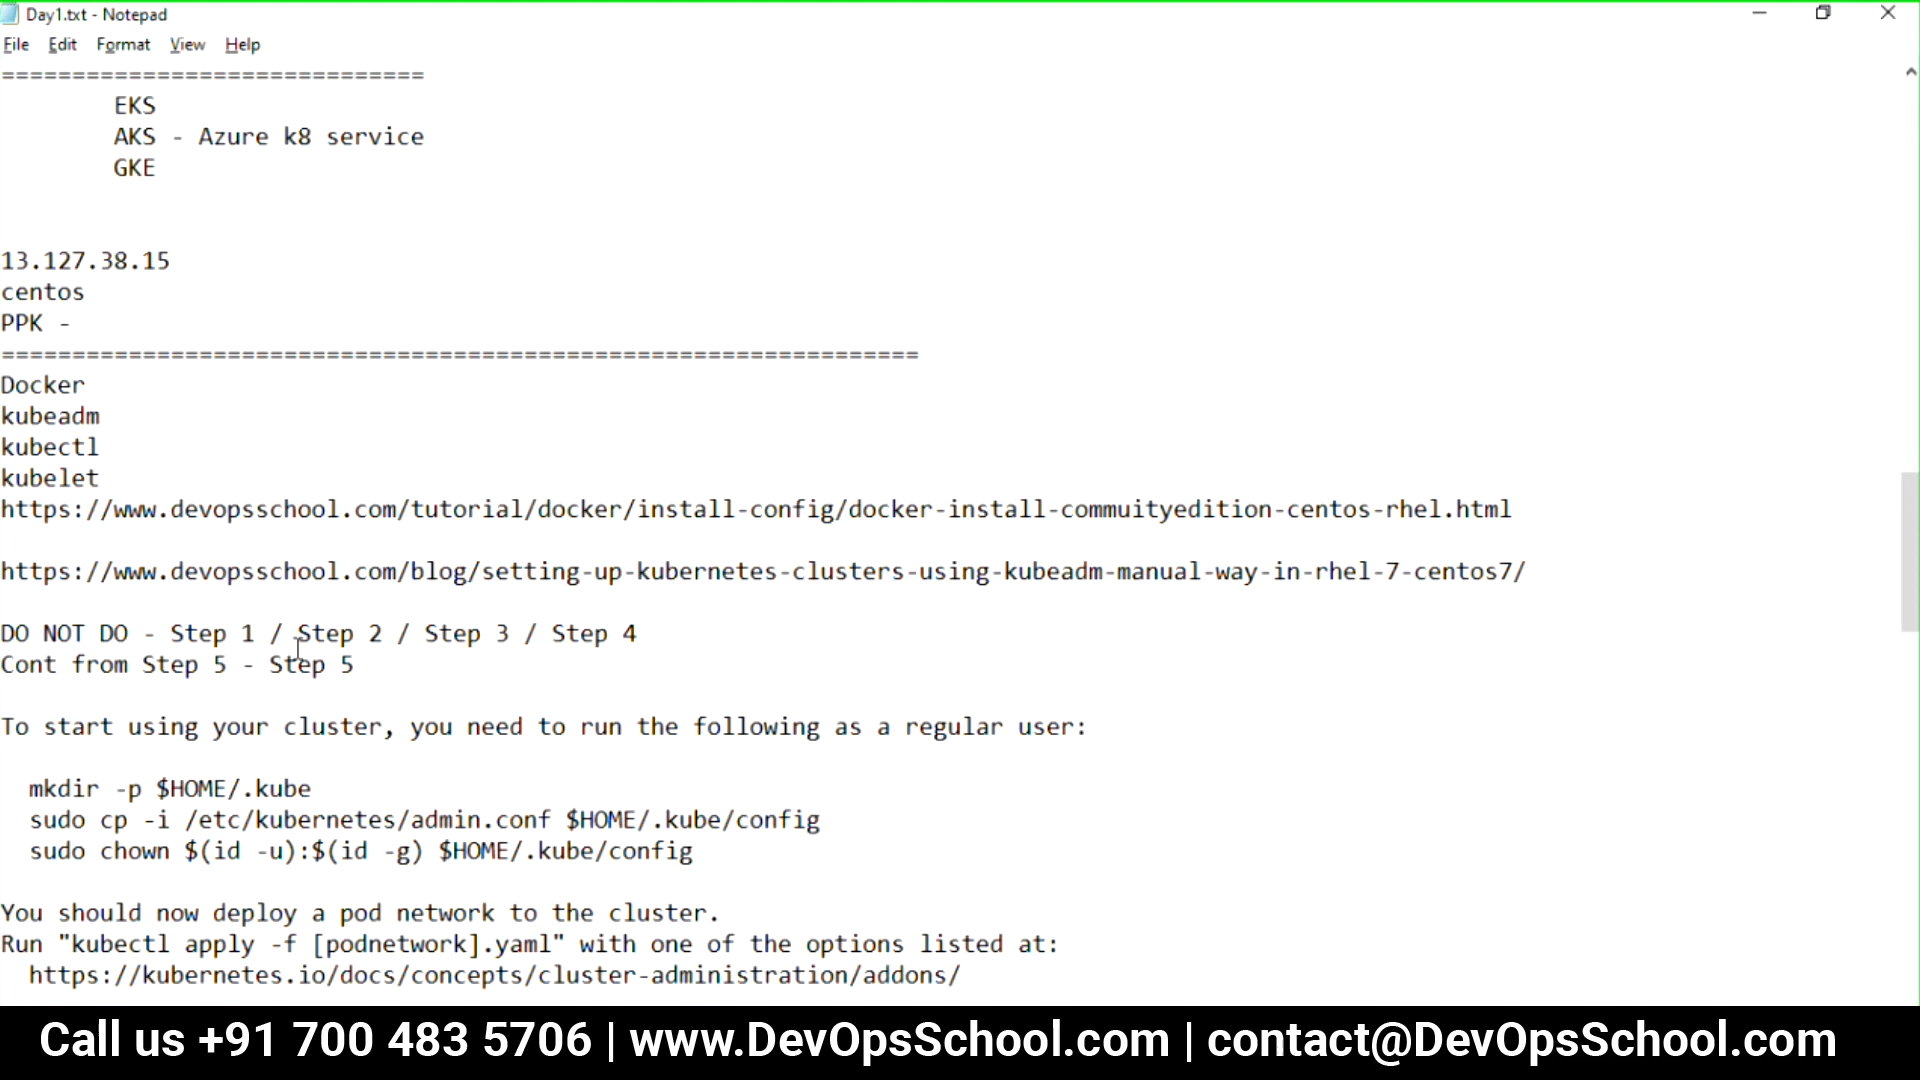 Day1.txt - Notepad
File Edit Format View Help
==============================
EKS
AKS - Azure k8 service
GKE
13.127.38.15
centos
PPK -
=================================================================
Docker
kubeadm
kubectl
kubelet
https://www.devopsschool.com/tutorial/docker/install-config/docker-install-commuityedition-centos-rhel.html
https://www.devopsschool.com/blog/setting-up-kubernetes-clusters-using-kubeadm-manual-way-in-rhel-7-centos7/
DO NOT DO - Step 1 / Step 2 / Step 3 / Step 4
Cont from Step 5 - Step 5
To start using your cluster, you need to run the following as a regular user:
mkdir -p $HOME/.kube
sudo cp -i /etc/kubernetes/admin.conf $HOME/.kube/config
sudo chown $(id -u):$(id -g) $HOME/.kube/config
You should now deploy a pod network to the cluster.
Run "kubectl apply -f [podnetwork].yaml" with one of the options listed at:
https://kubernetes.io/docs/concepts/cluster-administration/addons/
Call us +91 700 483 5706 | www.DevOpsSchool.com | contact@DevOpsSchool.com